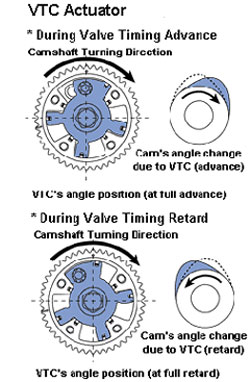 VTC Actuator
* During Valve Timing Advance
Camshaft Turning Direction
Cam's angle change
due to VTC (advance)
VTC's angle position (at full advance)
* During Valve Timing Retard
Camshaft Turning Direction
Cam's angle change
due to VTC (retard)
VTC's angle position (at full retard)